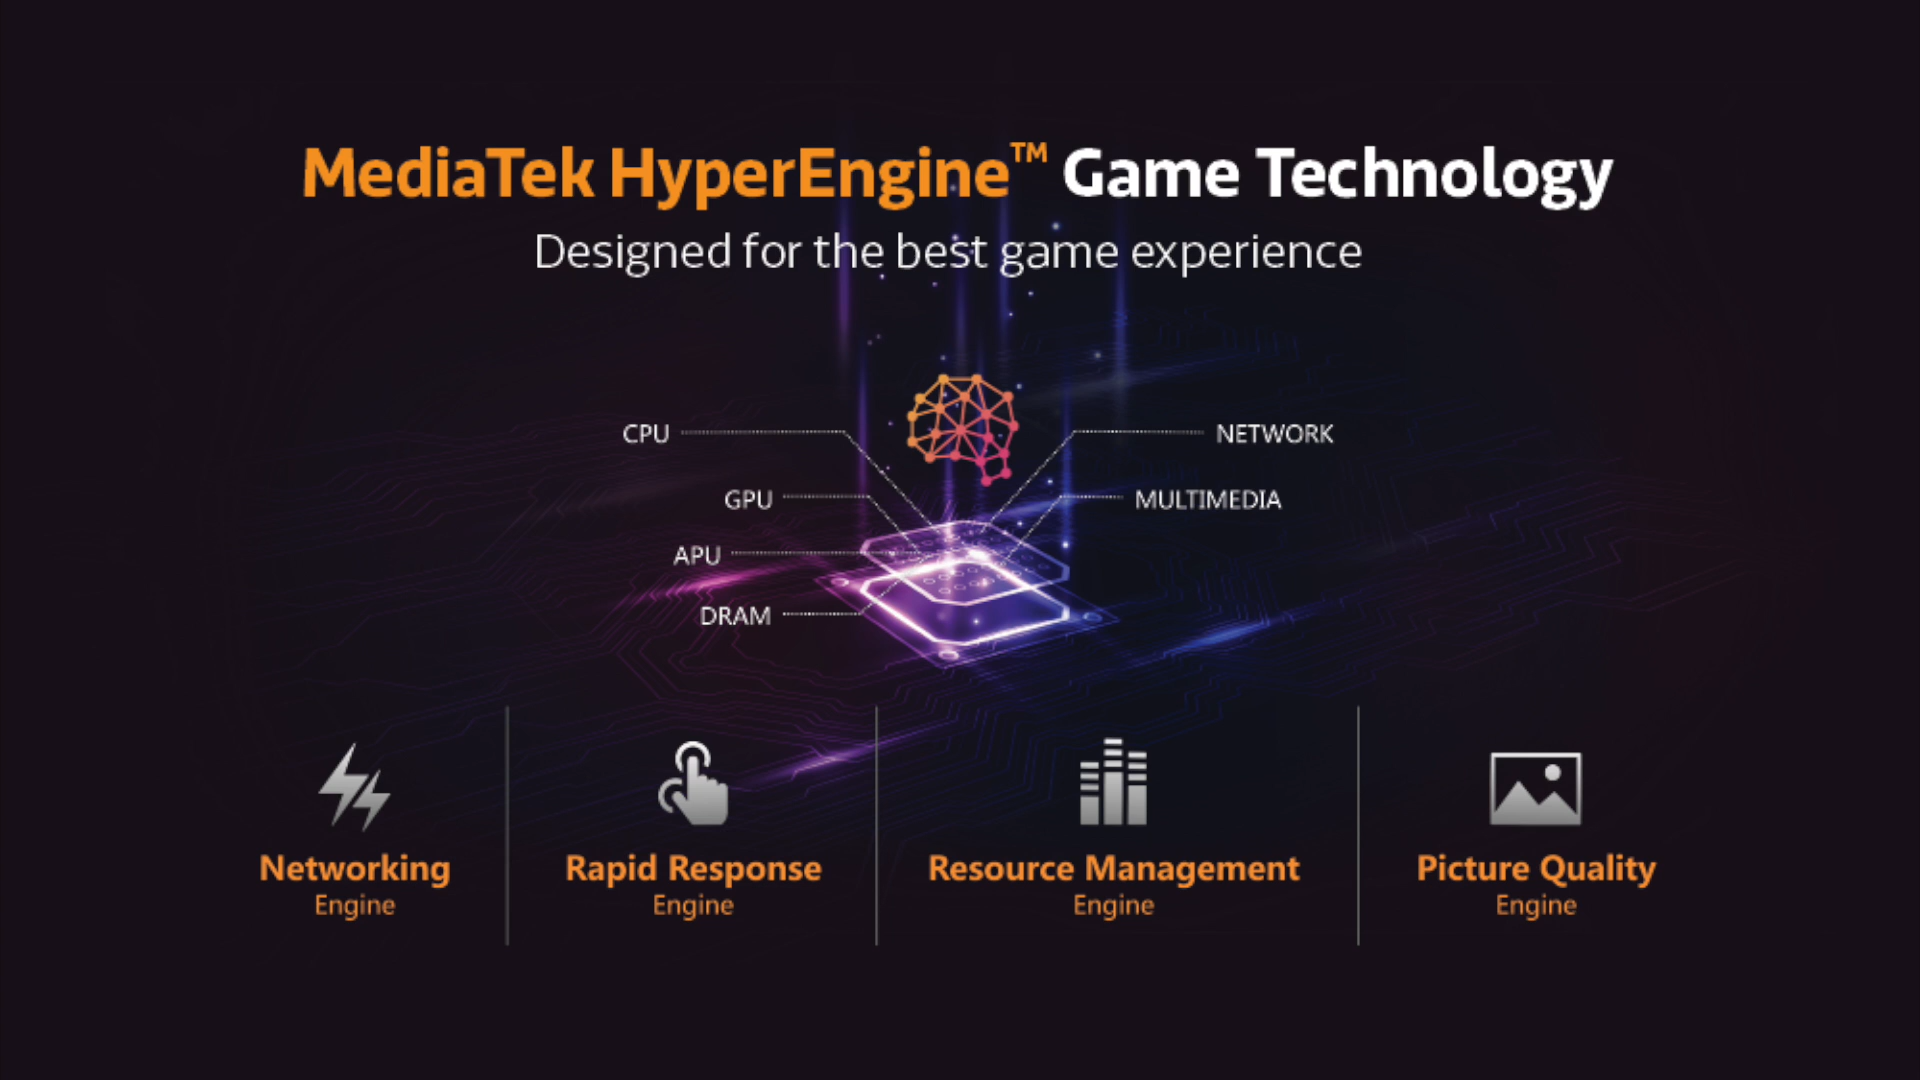 MediaTek HyperEngine™ Game Technology
Designed for the best game experience
CPU
NETWORK
GPU
MULTIMEDIA
APU
DRAM
Networking
Engine
Rapid Response
Engine
Resource Management
Engine
Picture Quality
Engine